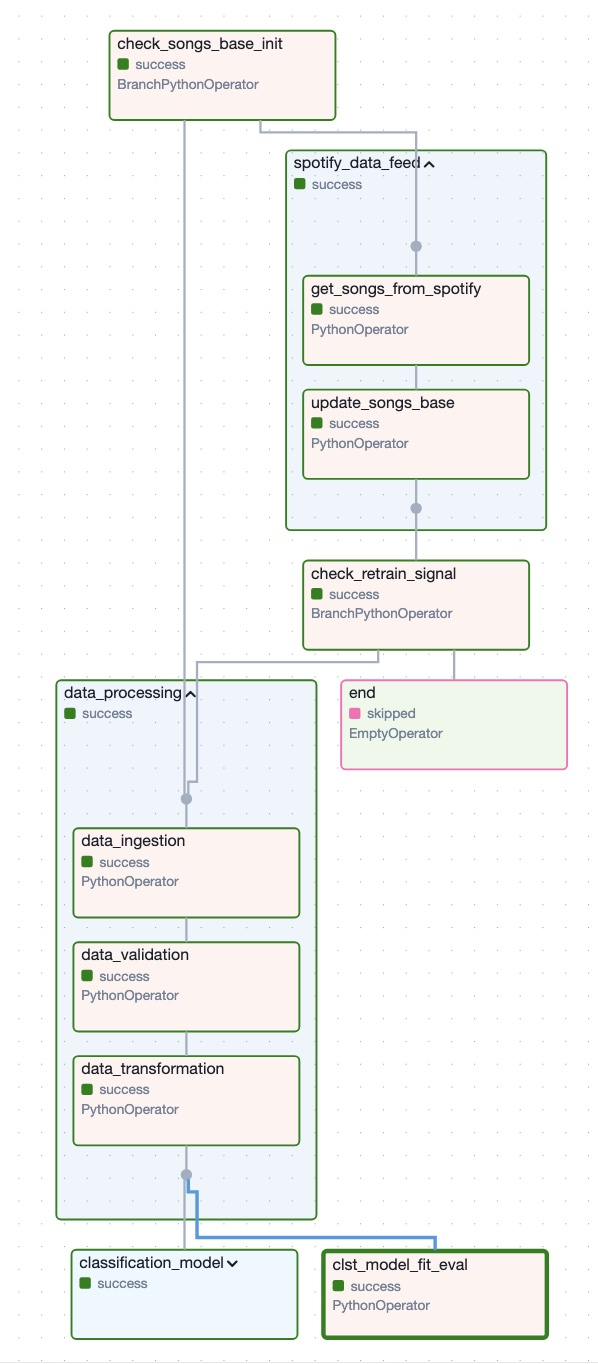 check_songs_base_init
success
BranchPythonOperator
spotify_data_feed
success
get_songs_from_spotify
success
PythonOperator
update_songs_base
success
PythonOperator
check_retrain_signal
success
BranchPythonOperator
data_processing
success
end
skipped
EmptyOperator
data_ingestion
success
PythonOperator
data_validation
success
PythonOperator
data_transformation
success
PythonOperator
classification_model
success
clst_model_fit_eval
success
PythonOperator